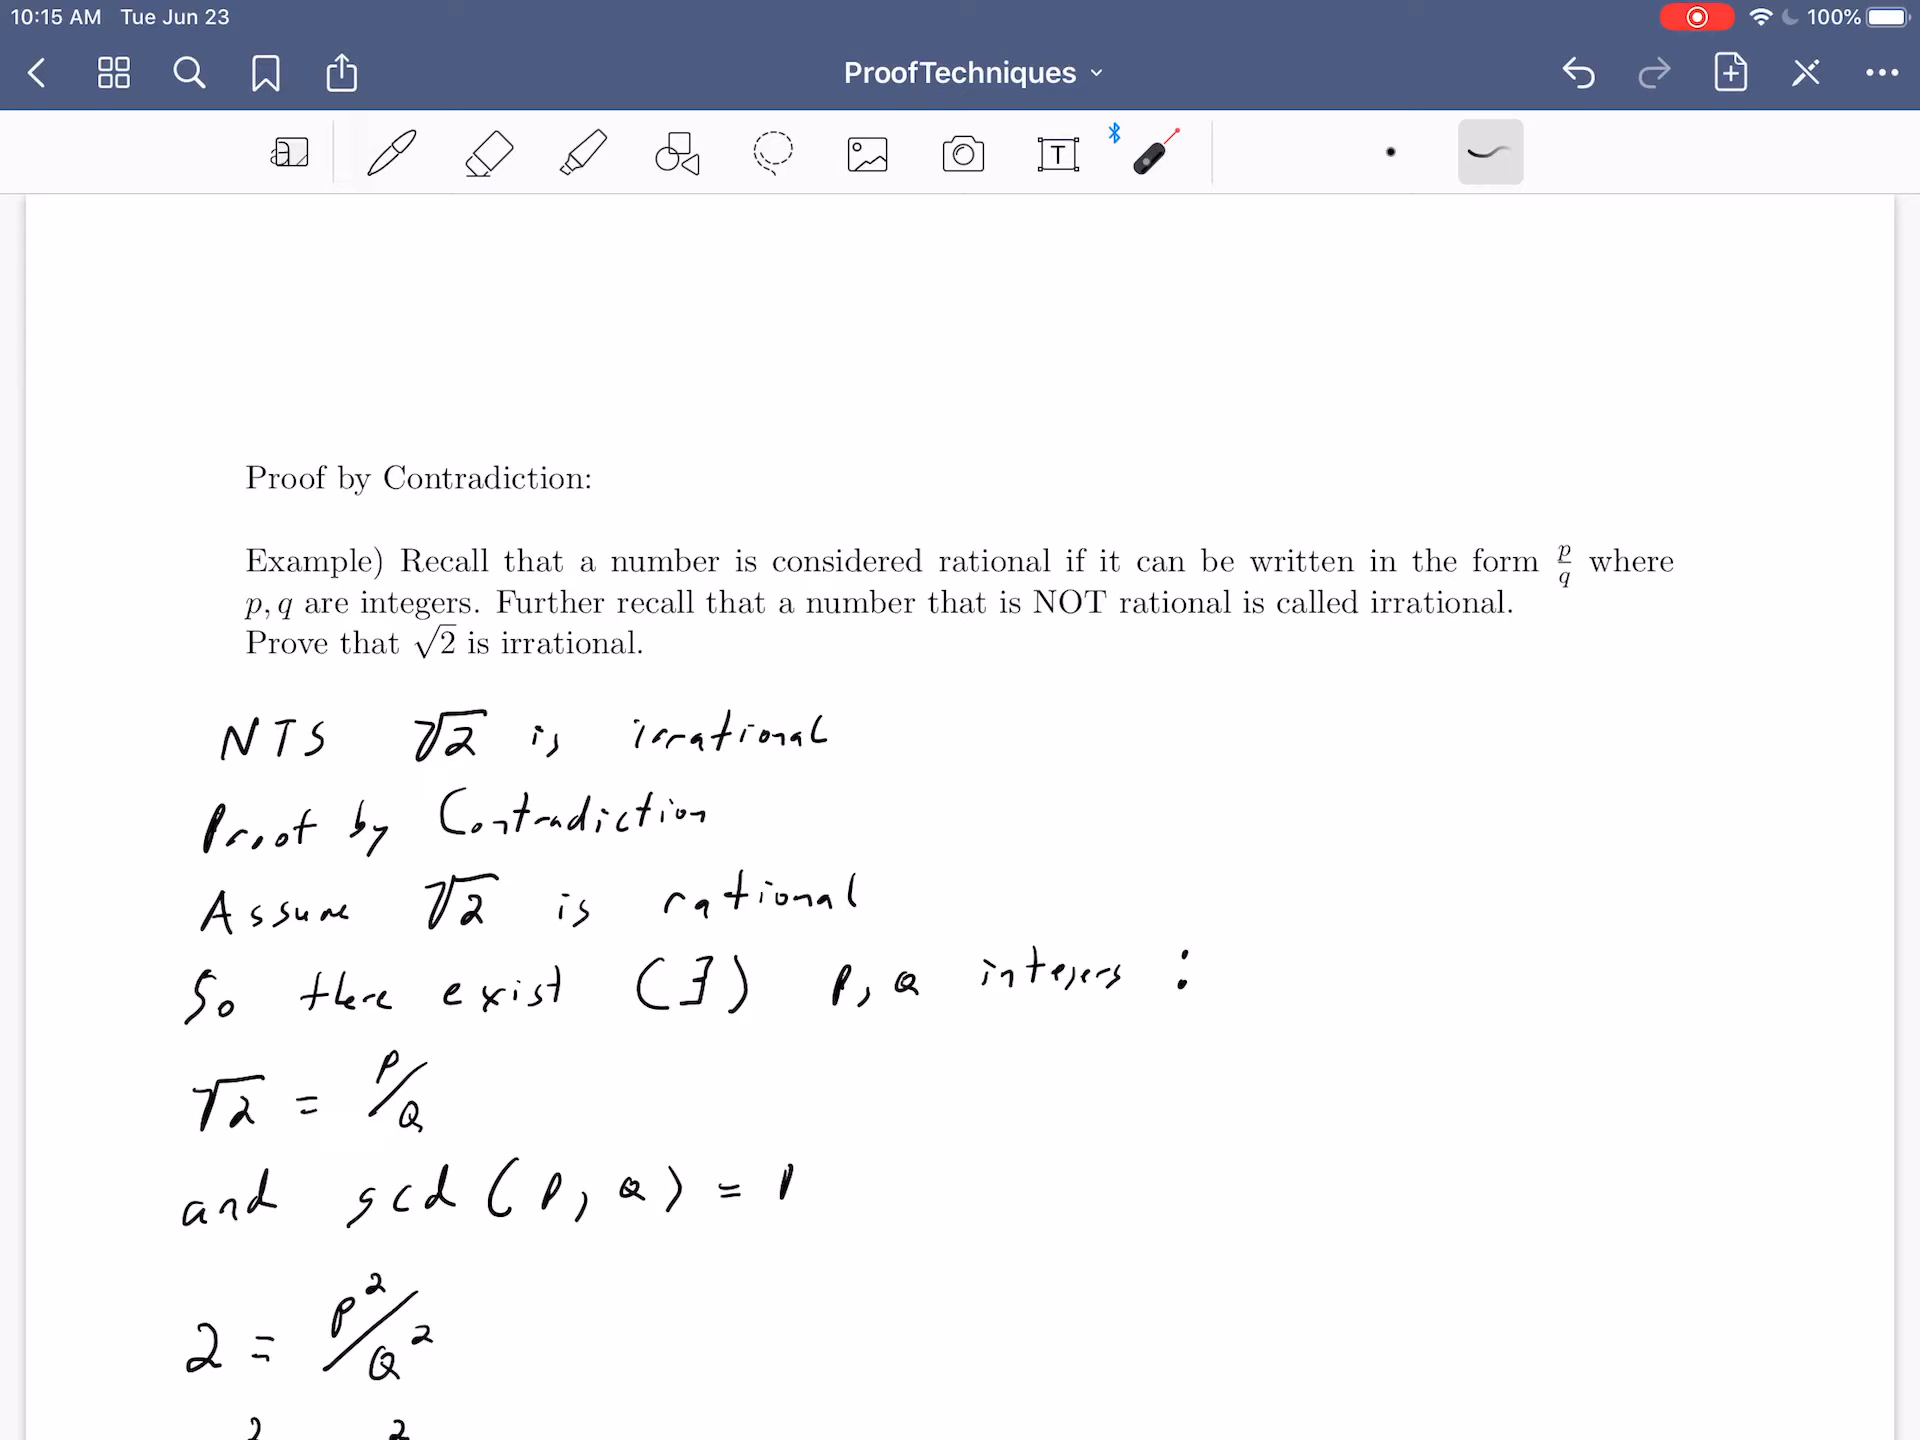 10:15 AM Tue Jun 23 100%
ProofTechniques
T
Proof by Contradiction:
Example) Recall that a number is considered rational if it can be written in the form p/q where
p, q are integers. Further recall that a number that is NOT rational is called irrational.
Prove that √2 is irrational.
NTS √2 is irrational
Proof by Contradiction
Assume √2 is rational
So there exist (∃) P, Q integers :
√2 = P/Q
and gcd (P, Q) = 1
2 = P²/Q²